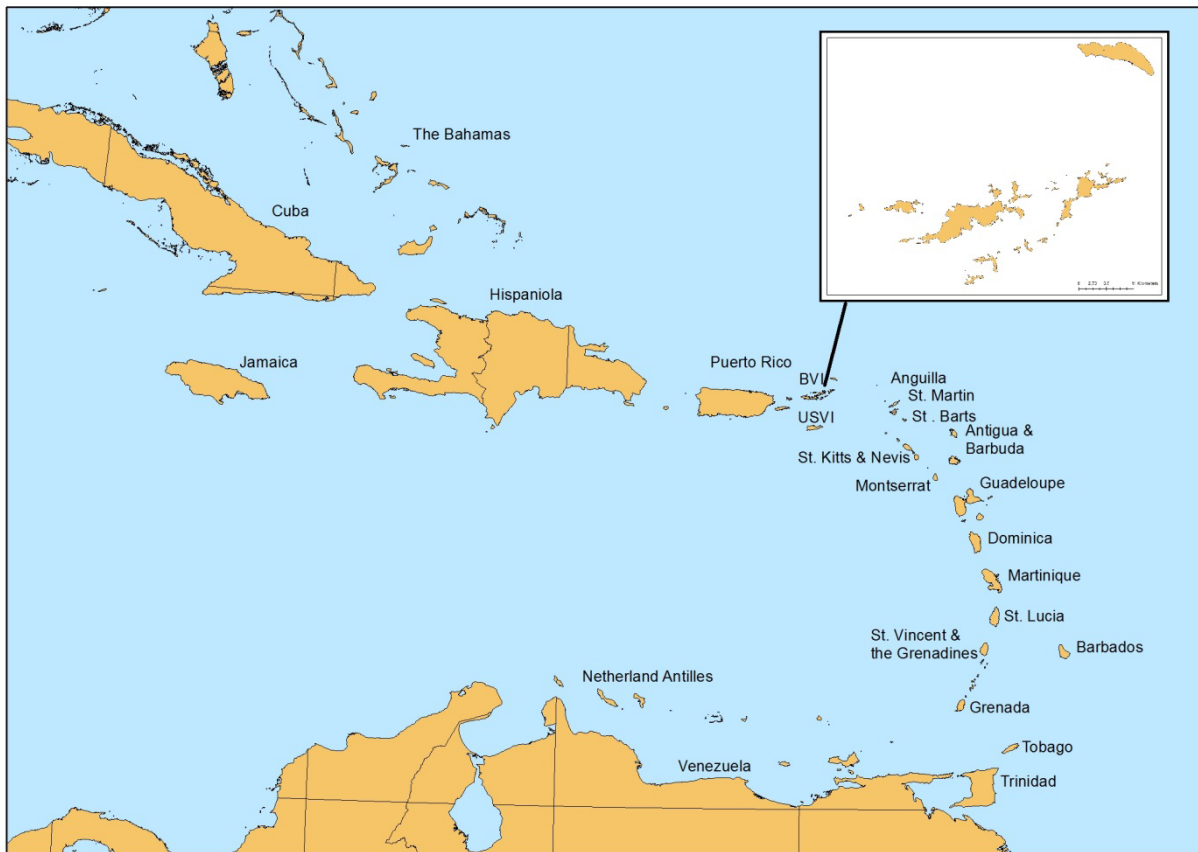 The Bahamas
Cuba
Hispaniola
Jamaica
Puerto Rico
BVI
USVI
Anguilla
St. Martin
St . Barts
Antigua &
Barbuda
St. Kitts & Nevis
Montserrat
Guadeloupe
Dominica
Martinique
St. Lucia
St. Vincent &
the Grenadines
Barbados
Netherland Antilles
Grenada
Tobago
Venezuela
Trinidad